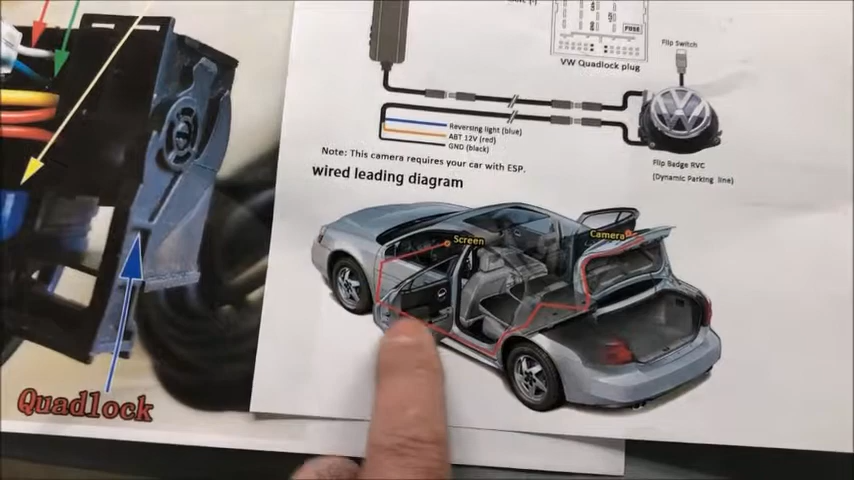 FUSE
VW Quadlock plug
Flip Switch
Reversing light (blue)
ABT 12V (red)
GND (black)
Note: This camera requires your car with ESP.
Flip Badge RVC
(Dynamic Parking line)
wired leading diagram
Screen
Camera
Quadlock